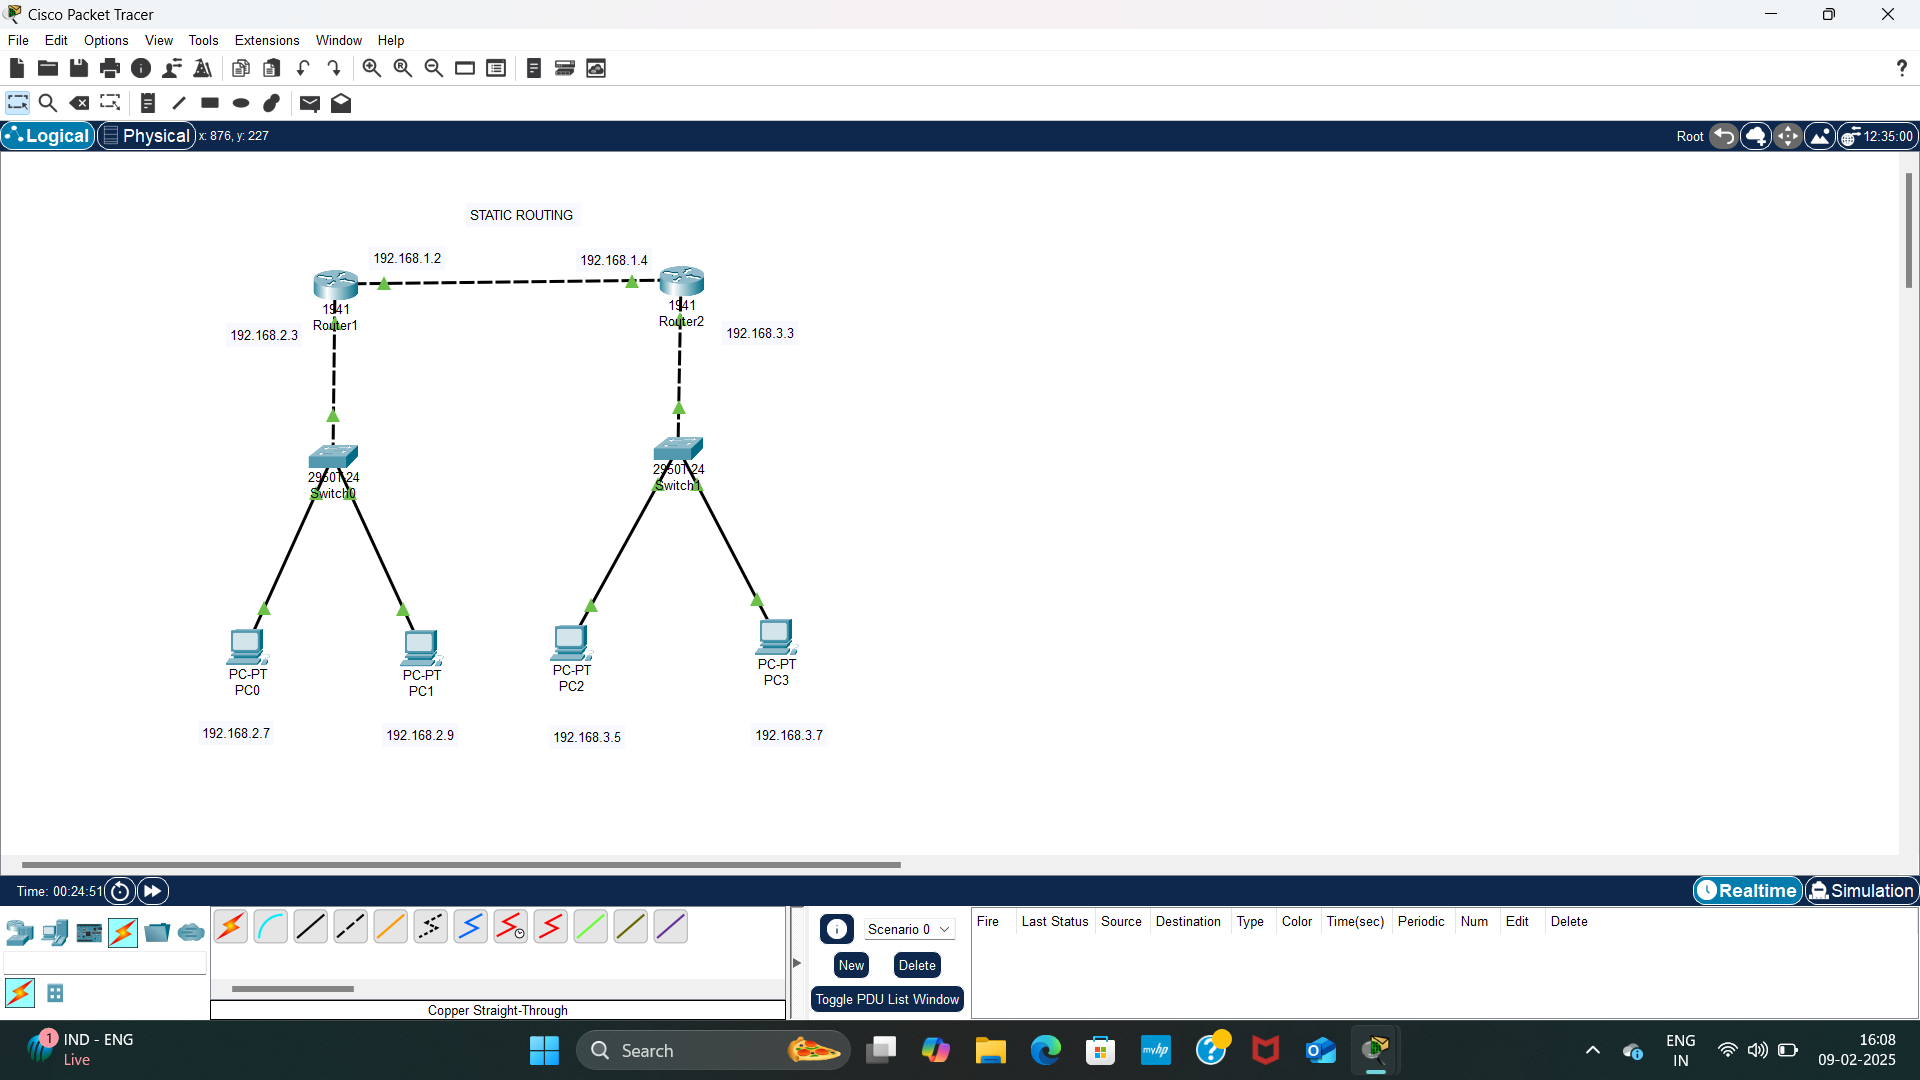 Cisco Packet Tracer
File Edit Options View Tools Extensions Window Help
?
Logical Physical x: 876, y: 227 Root 12:35:00
STATIC ROUTING
192.168.1.2
192.168.1.4
1941
Router1
1941
Router2
192.168.2.3
192.168.3.3
2950T-24
Switch0
2950T-24
Switch1
PC-PT
PC0
PC-PT
PC1
PC-PT
PC2
PC-PT
PC3
192.168.2.7
192.168.2.9
192.168.3.5
192.168.3.7
Time: 00:24:51 Realtime Simulation
Scenario 0
New Delete
Toggle PDU List Window
Fire Last Status Source Destination Type Color Time(sec) Periodic Num Edit Delete
Copper Straight-Through
1
IND - ENG
Live
Search
myhp
ENG
IN
16:08
09-02-2025